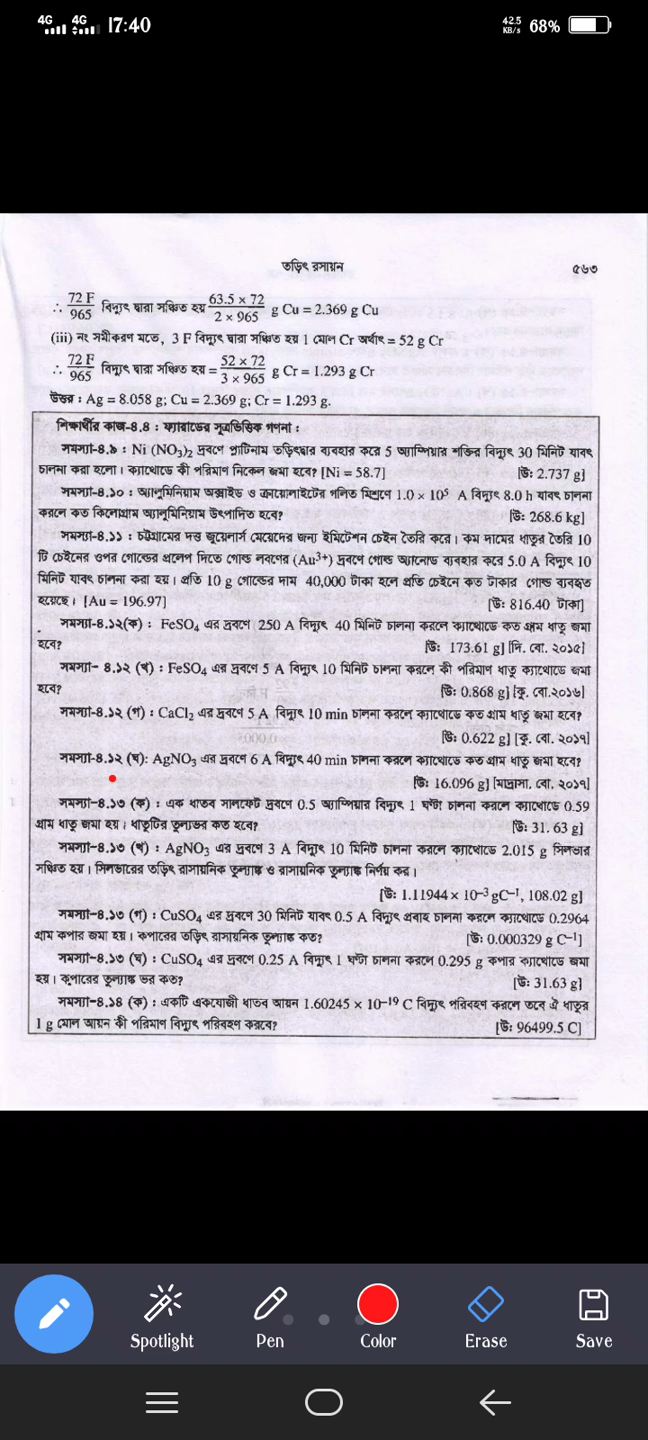 4G 4G 17:40 42.5 KB/s 68%
তড়িৎ রসায়ন ৫৬৩
∴ 72 F/965 বিদ্যুৎ দ্বারা সঞ্চিত হয় 63.5 × 72/2 × 965 g Cu = 2.369 g Cu
(iii) নং সমীকরণ মতে, 3 F বিদ্যুৎ দ্বারা সঞ্চিত হয় 1 মোল Cr অর্থাৎ = 52 g Cr
∴ 72 F/965 বিদ্যুৎ দ্বারা সঞ্চিত হয় = 52 × 72/3 × 965 g Cr = 1.293 g Cr
উত্তর : Ag = 8.058 g; Cu = 2.369 g; Cr = 1.293 g.
শিক্ষার্থীর কাজ-৪.৪ : ফ্যারাডের সূত্রভিত্তিক গণনা :
সমস্যা-৪.৯ : Ni (NO₃)₂ দ্রবণে প্লাটিনাম তড়িৎদ্বার ব্যবহার করে 5 অ্যাম্পিয়ার শক্তির বিদ্যুৎ 30 মিনিট যাবৎ
চালনা করা হলো। ক্যাথোডে কী পরিমাণ নিকেল জমা হবে? [Ni = 58.7] [উ: 2.737 g]
সমস্যা-৪.১০ : অ্যালুমিনিয়াম অক্সাইড ও ক্রায়োলাইটের গলিত মিশ্রণে 1.0 × 10⁵ A বিদ্যুৎ 8.0 h যাবৎ চালনা
করলে কত কিলোগ্রাম অ্যালুমিনিয়াম উৎপাদিত হবে? [উ: 268.6 kg]
সমস্যা-৪.১১ : চট্টগ্রামের দত্ত জুয়েলার্স মেয়েদের জন্য ইমিটেশন চেইন তৈরি করে। কম দামের ধাতুর তৈরি 10
টি চেইনের ওপর গোল্ডের প্রলেপ দিতে গোল্ড লবণের (Au³⁺) দ্রবণে গোল্ড অ্যানোড ব্যবহার করে 5.0 A বিদ্যুৎ 10
মিনিট যাবৎ চালনা করা হয়। প্রতি 10 g গোল্ডের দাম 40,000 টাকা হলে প্রতি চেইনে কত টাকার গোল্ড ব্যবহৃত
হয়েছে। [Au = 196.97] [উ: 816.40 টাকা]
সমস্যা-৪.১২(ক) : FeSO₄ এর দ্রবণে 250 A বিদ্যুৎ 40 মিনিট চালনা করলে ক্যাথোডে কত গ্রাম ধাতু জমা
হবে? [উ: 173.61 g] [দি. বো. ২০১৫]
সমস্যা- ৪.১২ (খ) : FeSO₄ এর দ্রবণে 5 A বিদ্যুৎ 10 মিনিট চালনা করলে কী পরিমাণ ধাতু ক্যাথোডে জমা
হবে? [উ: 0.868 g] [কু. বো.২০১৬]
সমস্যা-৪.১২ (গ) : CaCl₂ এর দ্রবণে 5 A বিদ্যুৎ 10 min চালনা করলে ক্যাথোডে কত গ্রাম ধাতু জমা হবে?
[উ: 0.622 g] [কু. বো. ২০১৭]
সমস্যা-৪.১২ (ঘ): AgNO₃ এর দ্রবণে 6 A বিদ্যুৎ 40 min চালনা করলে ক্যাথোডে কত গ্রাম ধাতু জমা হবে?
[উ: 16.096 g] [মাদ্রাসা. বো. ২০১৭]
সমস্যা-৪.১৩ (ক) : এক ধাতব সালফেট দ্রবণে 0.5 অ্যাম্পিয়ার বিদ্যুৎ 1 ঘণ্টা চালনা করলে ক্যাথোডে 0.59
গ্রাম ধাতু জমা হয়। ধাতুটির তুল্যভর কত হবে? [উ: 31. 63 g]
সমস্যা-৪.১৩ (খ) : AgNO₃ এর দ্রবণে 3 A বিদ্যুৎ 10 মিনিট চালনা করলে ক্যাথোডে 2.015 g সিলভার
সঞ্চিত হয়। সিলভারের তড়িৎ রাসায়নিক তুল্যাঙ্ক ও রাসায়নিক তুল্যাঙ্ক নির্ণয় কর।
[উ: 1.11944 × 10⁻³ gC⁻¹, 108.02 g]
সমস্যা-৪.১৩ (গ) : CuSO₄ এর দ্রবণে 30 মিনিট যাবৎ 0.5 A বিদ্যুৎ প্রবাহ চালনা করলে ক্যাথোডে 0.2964
গ্রাম কপার জমা হয়। কপারের তড়িৎ রাসায়নিক তুল্যাঙ্ক কত? [উ: 0.000329 g C⁻¹]
সমস্যা-৪.১৩ (ঘ) : CuSO₄ এর দ্রবণে 0.25 A বিদ্যুৎ 1 ঘণ্টা চালনা করলে 0.295 g কপার ক্যাথোডে জমা
হয়। কপারের তুল্যাঙ্ক ভর কত? [উ: 31.63 g]
সমস্যা-৪.১৪ (ক) : একটি একযোজী ধাতব আয়ন 1.60245 × 10⁻¹⁹ C বিদ্যুৎ পরিবহণ করলে তবে ঐ ধাতুর
1 g মোল আয়ন কী পরিমাণ বিদ্যুৎ পরিবহণ করবে? [উ: 96499.5 C]
Spotlight Pen Color Erase Save